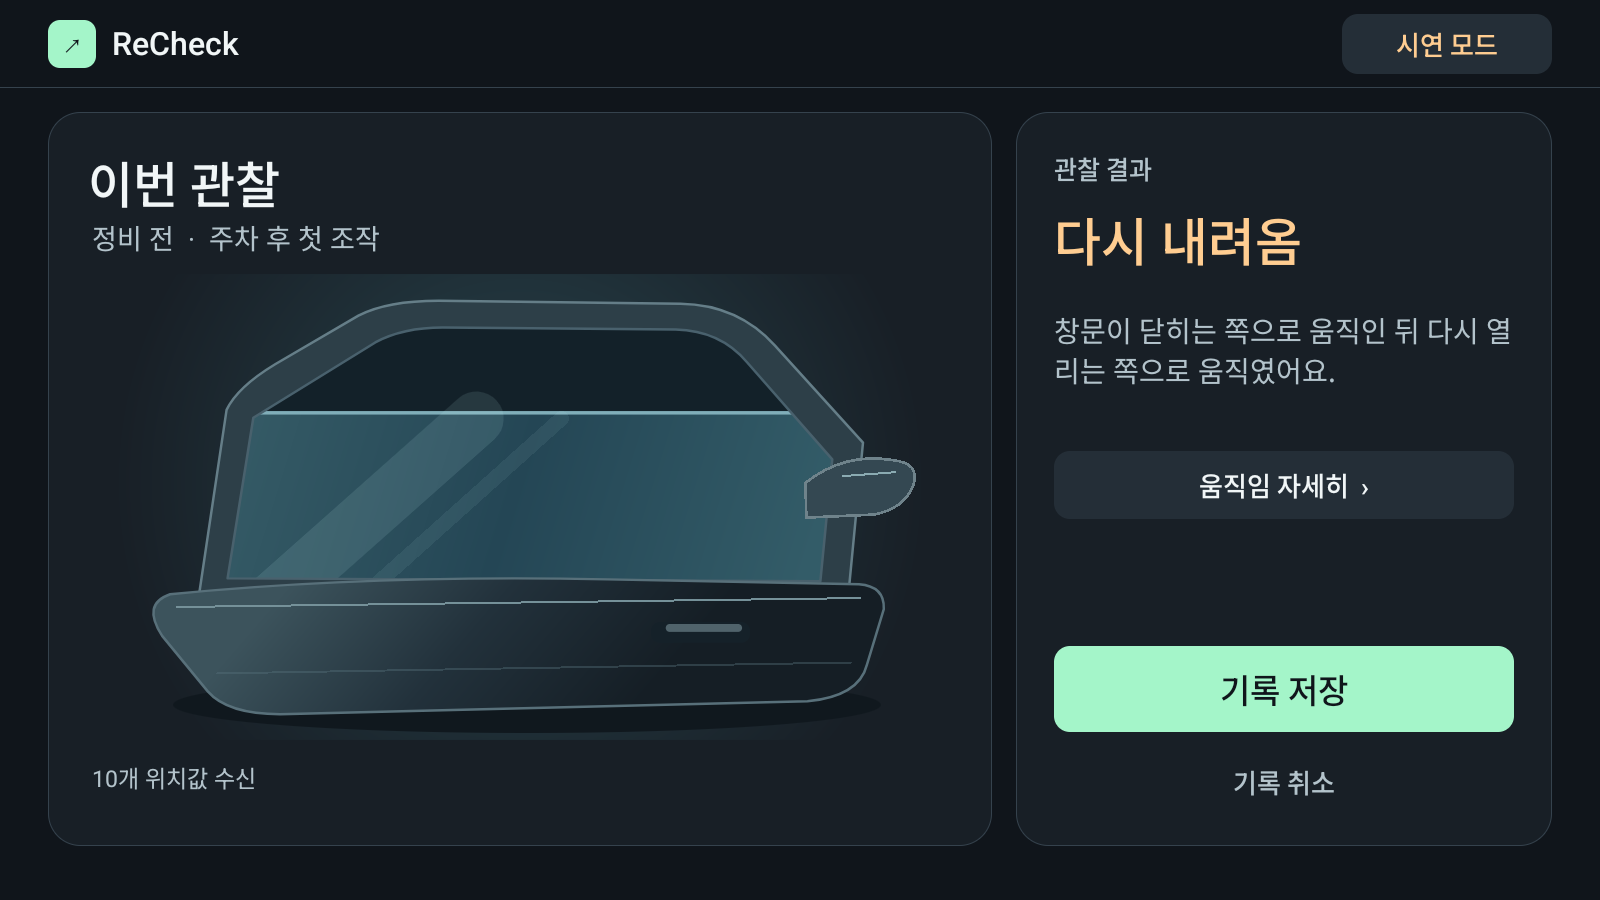 ReCheck
시연 모드
이번 관찰
정비 전 · 주차 후 첫 조작
10개 위치값 수신
관찰 결과
다시 내려옴
창문이 닫히는 쪽으로 움직인 뒤 다시 열
리는 쪽으로 움직였어요.
움직임 자세히 ›
기록 저장
기록 취소